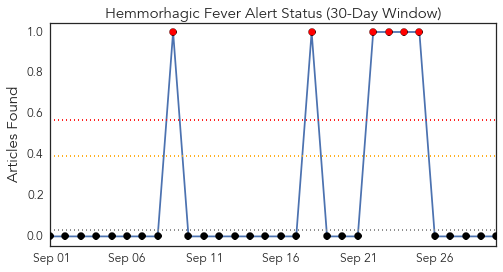 Hemmorhagic Fever Alert Status (30-Day Window)
Articles Found
1.0
0.8
0.6
0.4
0.2
0.0
Sep 01 Sep 06 Sep 11 Sep 16 Sep 21 Sep 26